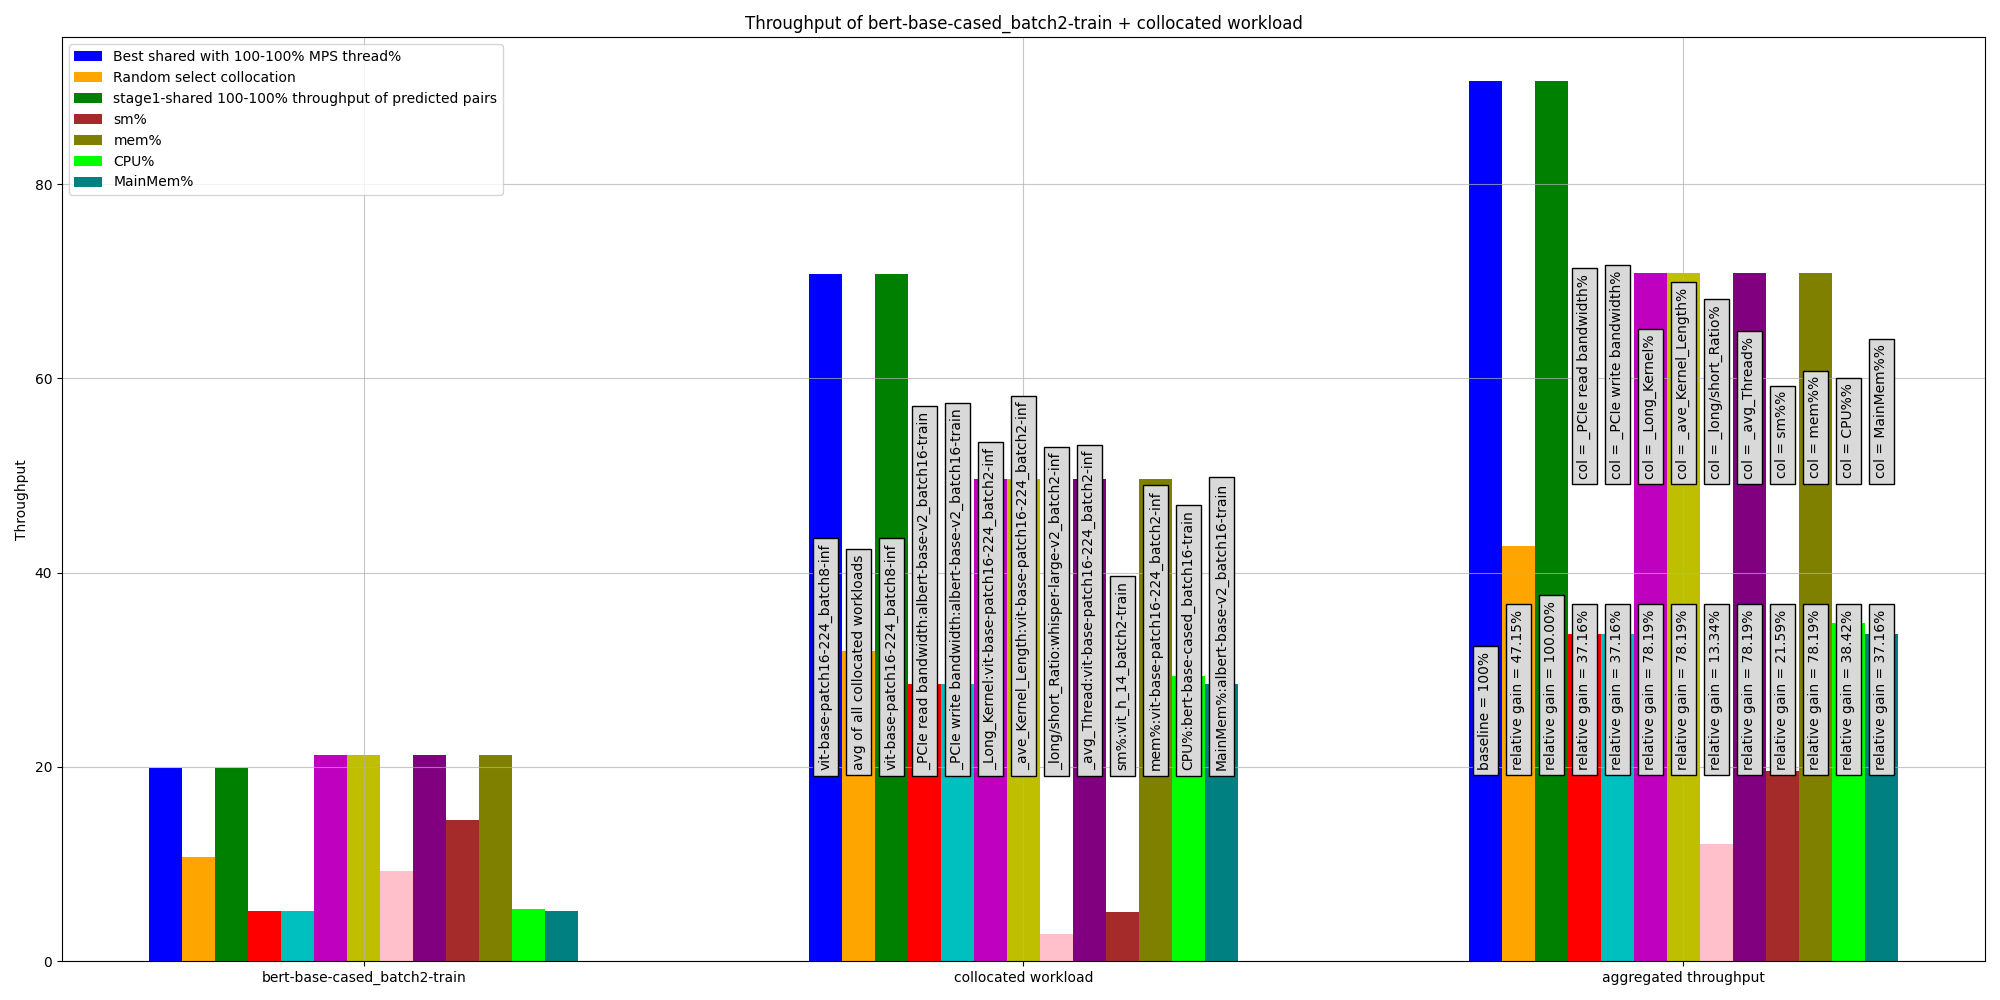 Throughput of bert-base-cased_batch2-train + collocated workload
Best shared with 100-100% MPS thread%
Random select collocation
stage1-shared 100-100% throughput of predicted pairs
sm%
mem%
CPU%
MainMem%
Throughput
80
60
40
20
0
vit-base-patch16-224_batch8-inf
avg of all collocated workloads
vit-base-patch16-224_batch8-inf
_PCIe read bandwidth:albert-base-v2_batch16-train
_PCIe write bandwidth:albert-base-v2_batch16-train
_Long_Kernel:vit-base-patch16-224_batch2-inf
_ave_Kernel_Length:vit-base-patch16-224_batch2-inf
_long/short_Ratio:whisper-large-v2_batch2-inf
_avg_Thread:vit-base-patch16-224_batch2-inf
sm%:vit_h_14_batch2-train
mem%:vit-base-patch16-224_batch2-inf
CPU%:bert-base-cased_batch16-train
MainMem%:albert-base-v2_batch16-train
col = _PCIe read bandwidth%
col = _PCIe write bandwidth%
col = _Long_Kernel%
col = _ave_Kernel_Length%
col = _long/short_Ratio%
col = _avg_Thread%
col = sm%%
col = mem%%
col = CPU%%
col = MainMem%%
baseline = 100%
relative gain = 47.15%
relative gain = 100.00%
relative gain = 37.16%
relative gain = 37.16%
relative gain = 78.19%
relative gain = 78.19%
relative gain = 13.34%
relative gain = 78.19%
relative gain = 21.59%
relative gain = 78.19%
relative gain = 38.42%
relative gain = 37.16%
bert-base-cased_batch2-train
collocated workload
aggregated throughput